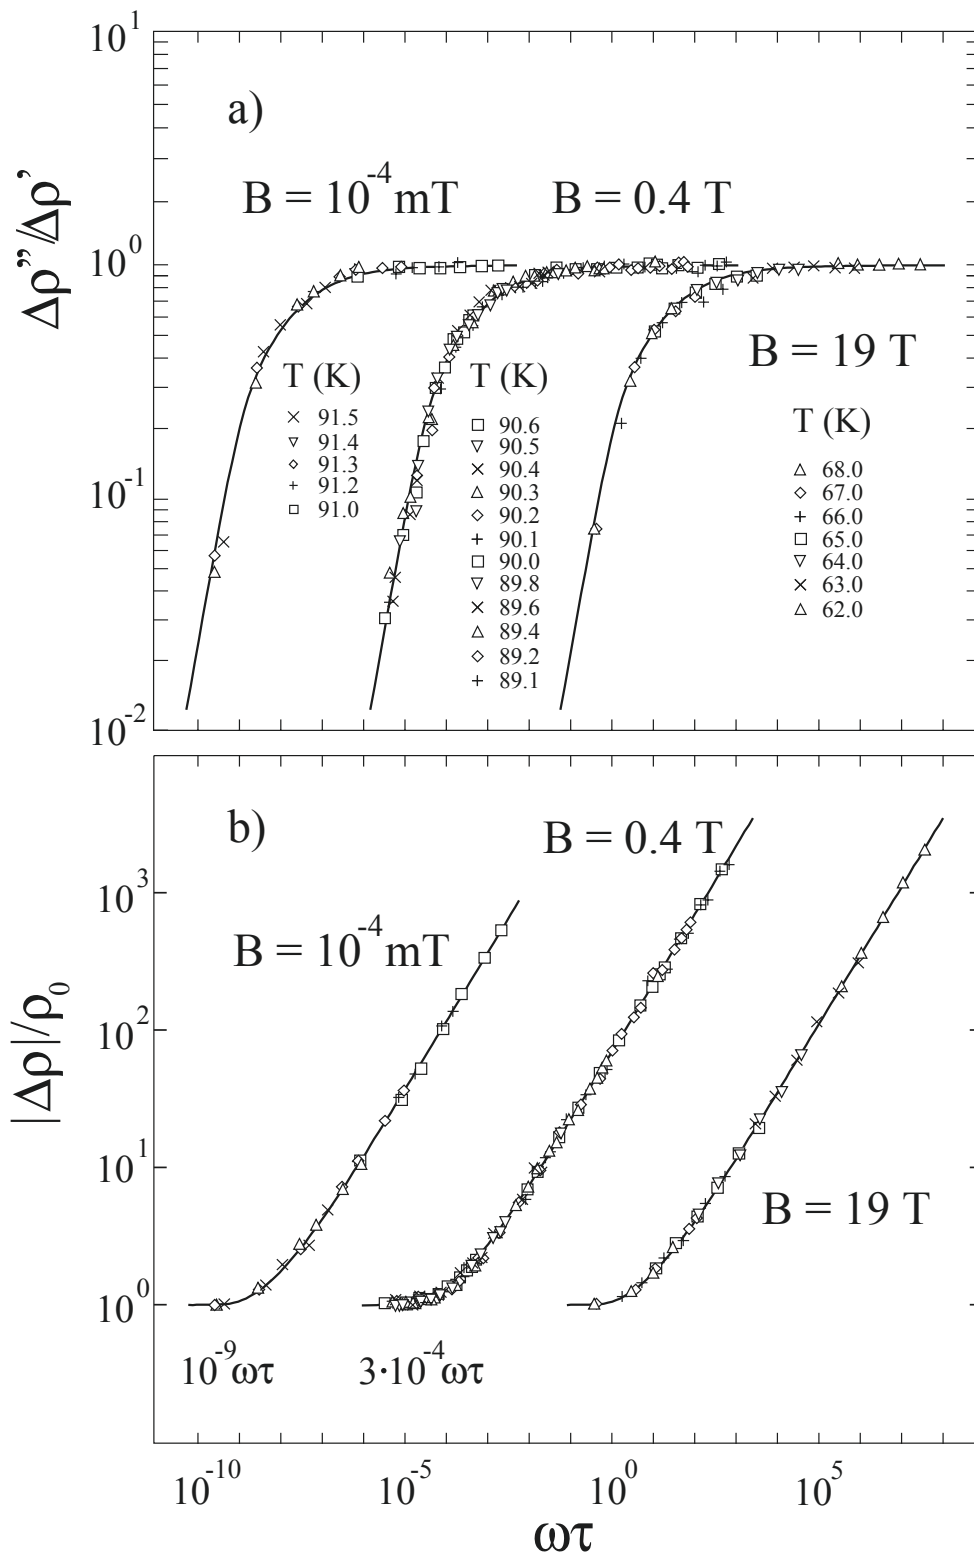 10^1
a)
B = 10^-4 mT
B = 0.4 T
Δρ''/Δρ'
10^0
B = 19 T
T (K)
91.5
91.4
91.3
91.2
91.0
T (K)
90.6
90.5
90.4
90.3
90.2
90.1
90.0
89.8
89.6
89.4
89.2
89.1
T (K)
68.0
67.0
66.0
65.0
64.0
63.0
62.0
10^-1
10^-2
b)
B = 0.4 T
10^3
B = 10^-4 mT
|Δρ|/ρ_0
10^2
10^1
B = 19 T
10^0
10^-9 ωτ
3·10^-4 ωτ
10^-10
10^-5
10^0
10^5
ωτ